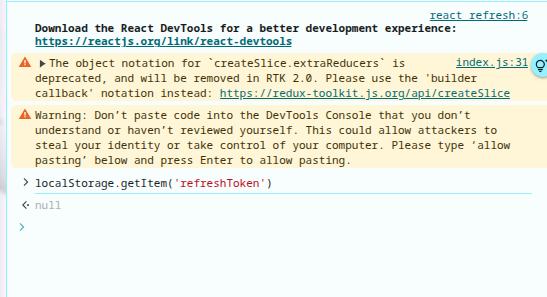 react refresh:6
Download the React DevTools for a better development experience:
https://reactjs.org/link/react-devtools
The object notation for `createSlice.extraReducers` is index.js:31
deprecated, and will be removed in RTK 2.0. Please use the 'builder
callback' notation instead: https://redux-toolkit.js.org/api/createSlice
Warning: Don’t paste code into the DevTools Console that you don’t
understand or haven’t reviewed yourself. This could allow attackers to
steal your identity or take control of your computer. Please type ‘allow
pasting’ below and press Enter to allow pasting.
> localStorage.getItem('refreshToken')
null
>